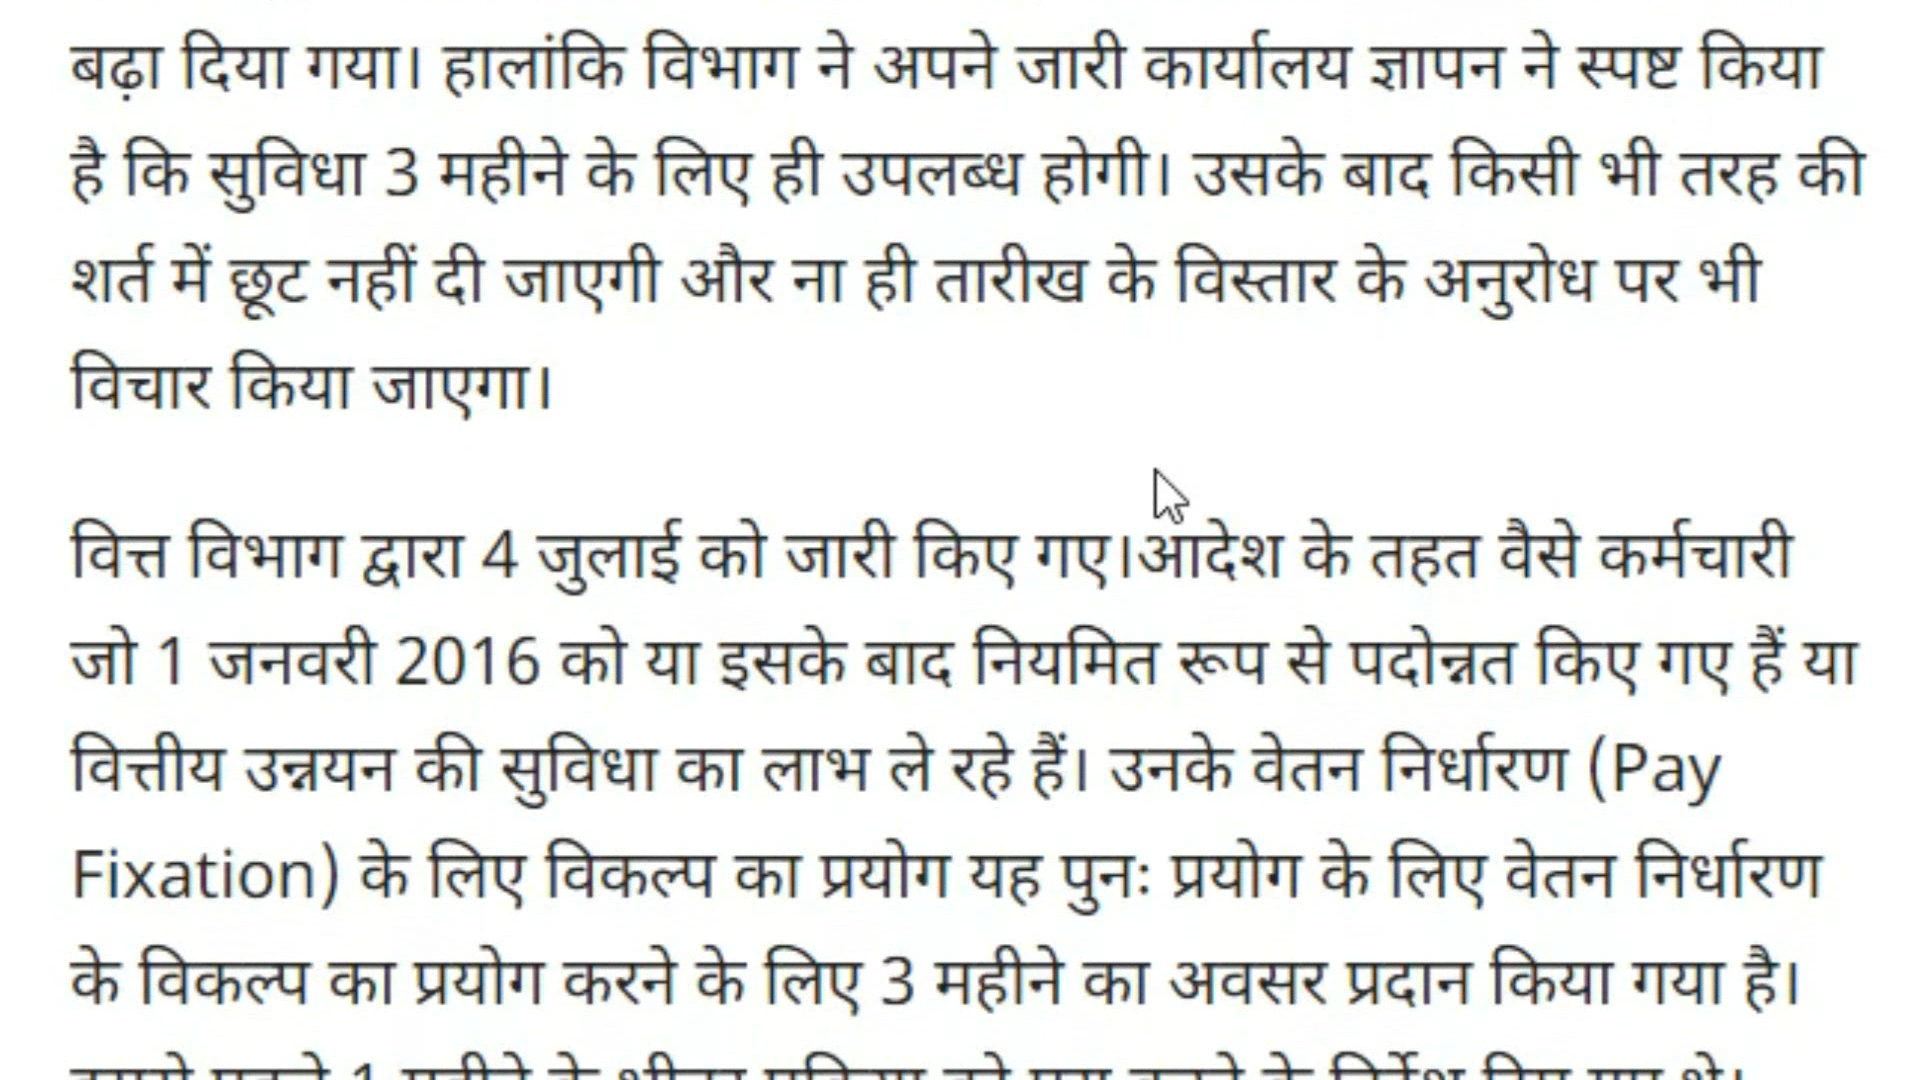 बढ़ा दिया गया। हालांकि विभाग ने अपने जारी कार्यालय ज्ञापन ने स्पष्ट किया
है कि सुविधा 3 महीने के लिए ही उपलब्ध होगी। उसके बाद किसी भी तरह की
शर्त में छूट नहीं दी जाएगी और ना ही तारीख के विस्तार के अनुरोध पर भी
विचार किया जाएगा।
वित्त विभाग द्वारा 4 जुलाई को जारी किए गए।आदेश के तहत वैसे कर्मचारी
जो 1 जनवरी 2016 को या इसके बाद नियमित रूप से पदोन्नत किए गए हैं या
वित्तीय उन्नयन की सुविधा का लाभ ले रहे हैं। उनके वेतन निर्धारण (Pay
Fixation) के लिए विकल्प का प्रयोग यह पुनः प्रयोग के लिए वेतन निर्धारण
के विकल्प का प्रयोग करने के लिए 3 महीने का अवसर प्रदान किया गया है।